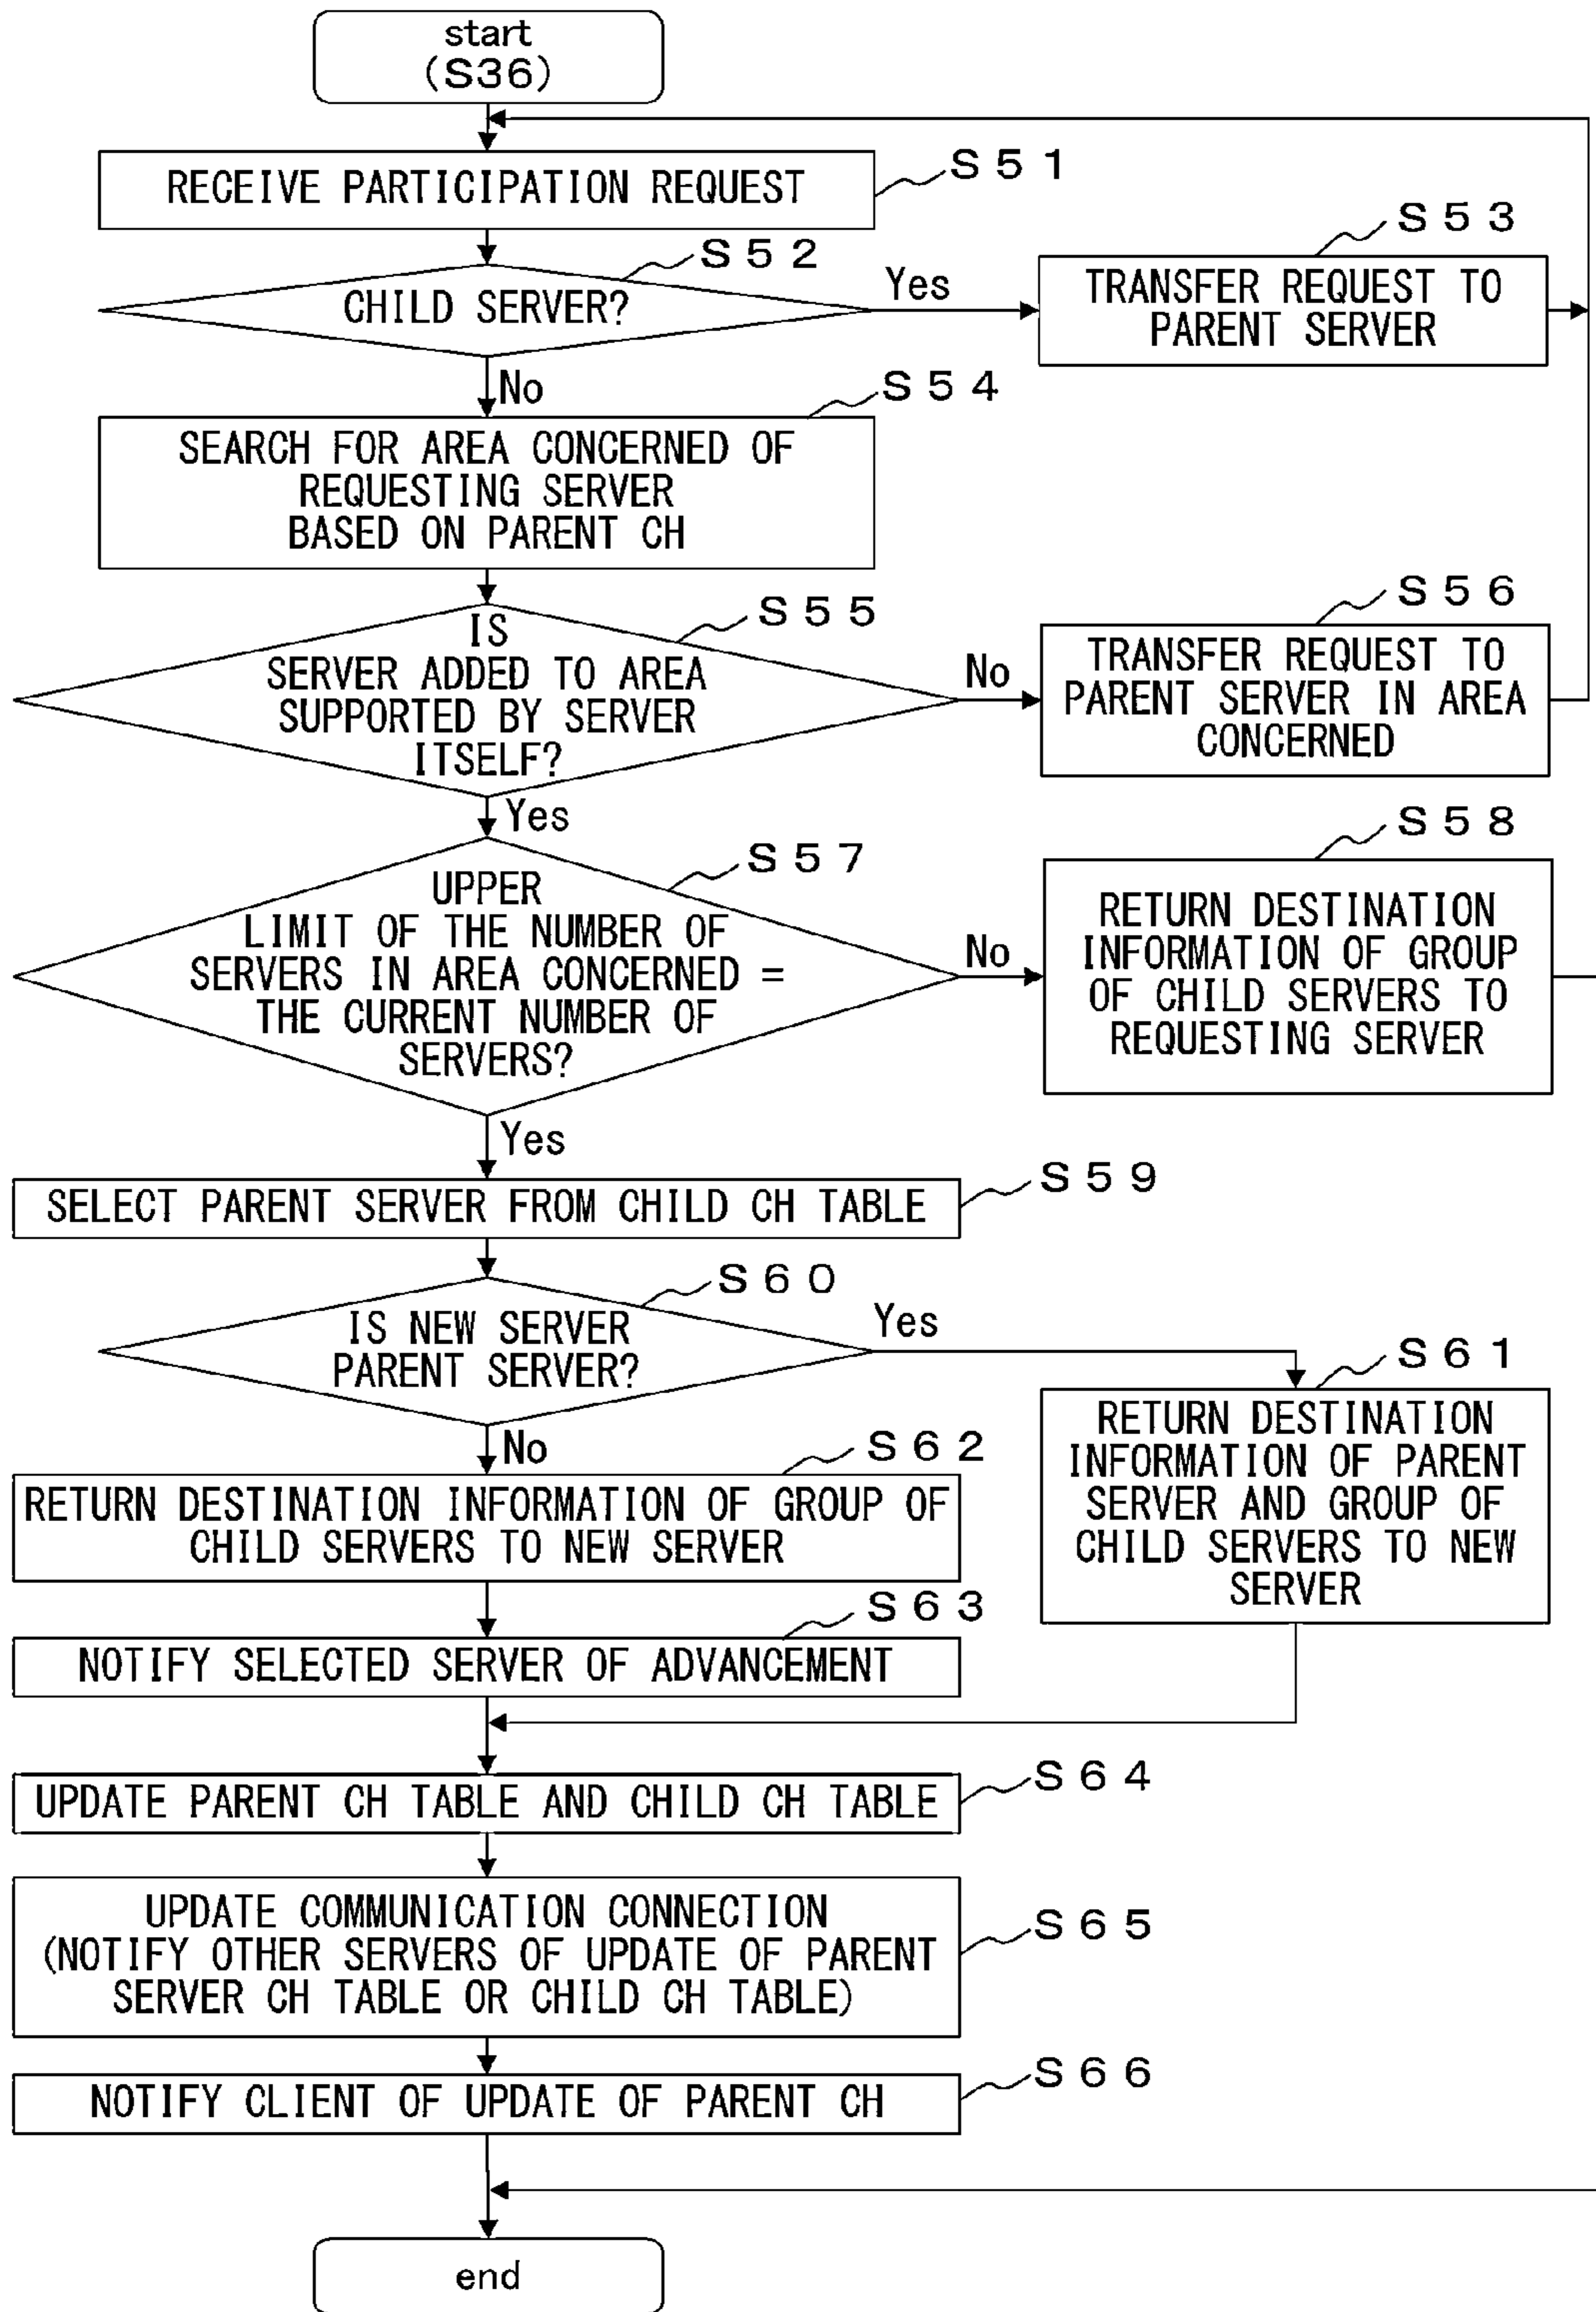 start
(S36)
RECEIVE PARTICIPATION REQUEST
S51
CHILD SERVER?
S52
Yes
TRANSFER REQUEST TO
PARENT SERVER
S53
No
SEARCH FOR AREA CONCERNED OF
REQUESTING SERVER
BASED ON PARENT CH
S54
IS
SERVER ADDED TO AREA
SUPPORTED BY SERVER
ITSELF?
S55
No
TRANSFER REQUEST TO
PARENT SERVER IN AREA
CONCERNED
S56
Yes
UPPER
LIMIT OF THE NUMBER OF
SERVERS IN AREA CONCERNED =
THE CURRENT NUMBER OF
SERVERS?
S57
No
RETURN DESTINATION
INFORMATION OF GROUP
OF CHILD SERVERS TO
REQUESTING SERVER
S58
Yes
SELECT PARENT SERVER FROM CHILD CH TABLE
S59
IS NEW SERVER
PARENT SERVER?
S60
Yes
RETURN DESTINATION
INFORMATION OF PARENT
SERVER AND GROUP OF
CHILD SERVERS TO NEW
SERVER
S61
No
RETURN DESTINATION INFORMATION OF GROUP OF
CHILD SERVERS TO NEW SERVER
S62
NOTIFY SELECTED SERVER OF ADVANCEMENT
S63
UPDATE PARENT CH TABLE AND CHILD CH TABLE
S64
UPDATE COMMUNICATION CONNECTION
(NOTIFY OTHER SERVERS OF UPDATE OF PARENT
SERVER CH TABLE OR CHILD CH TABLE)
S65
NOTIFY CLIENT OF UPDATE OF PARENT CH
S66
end